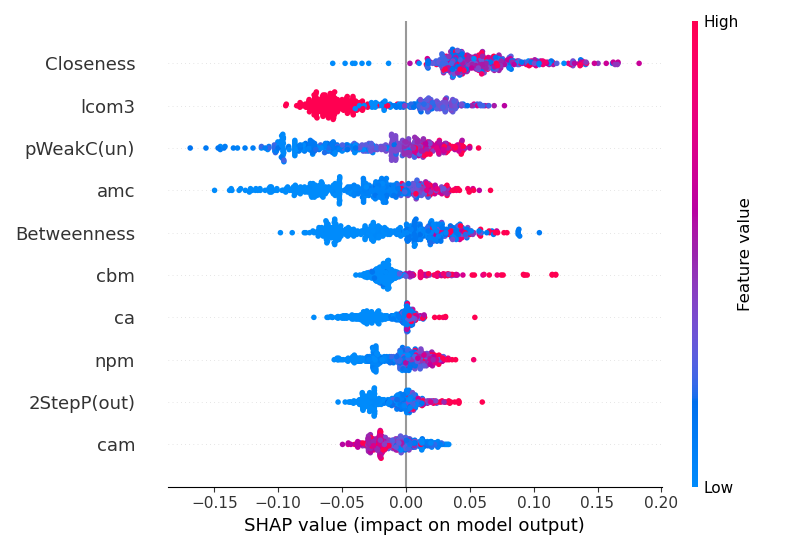 High
Closeness
lcom3
pWeakC(un)
amc
Betweenness
cbm
ca
npm
2StepP(out)
cam
Feature value
Low
−0.15 −0.10 −0.05 0.00 0.05 0.10 0.15 0.20
SHAP value (impact on model output)